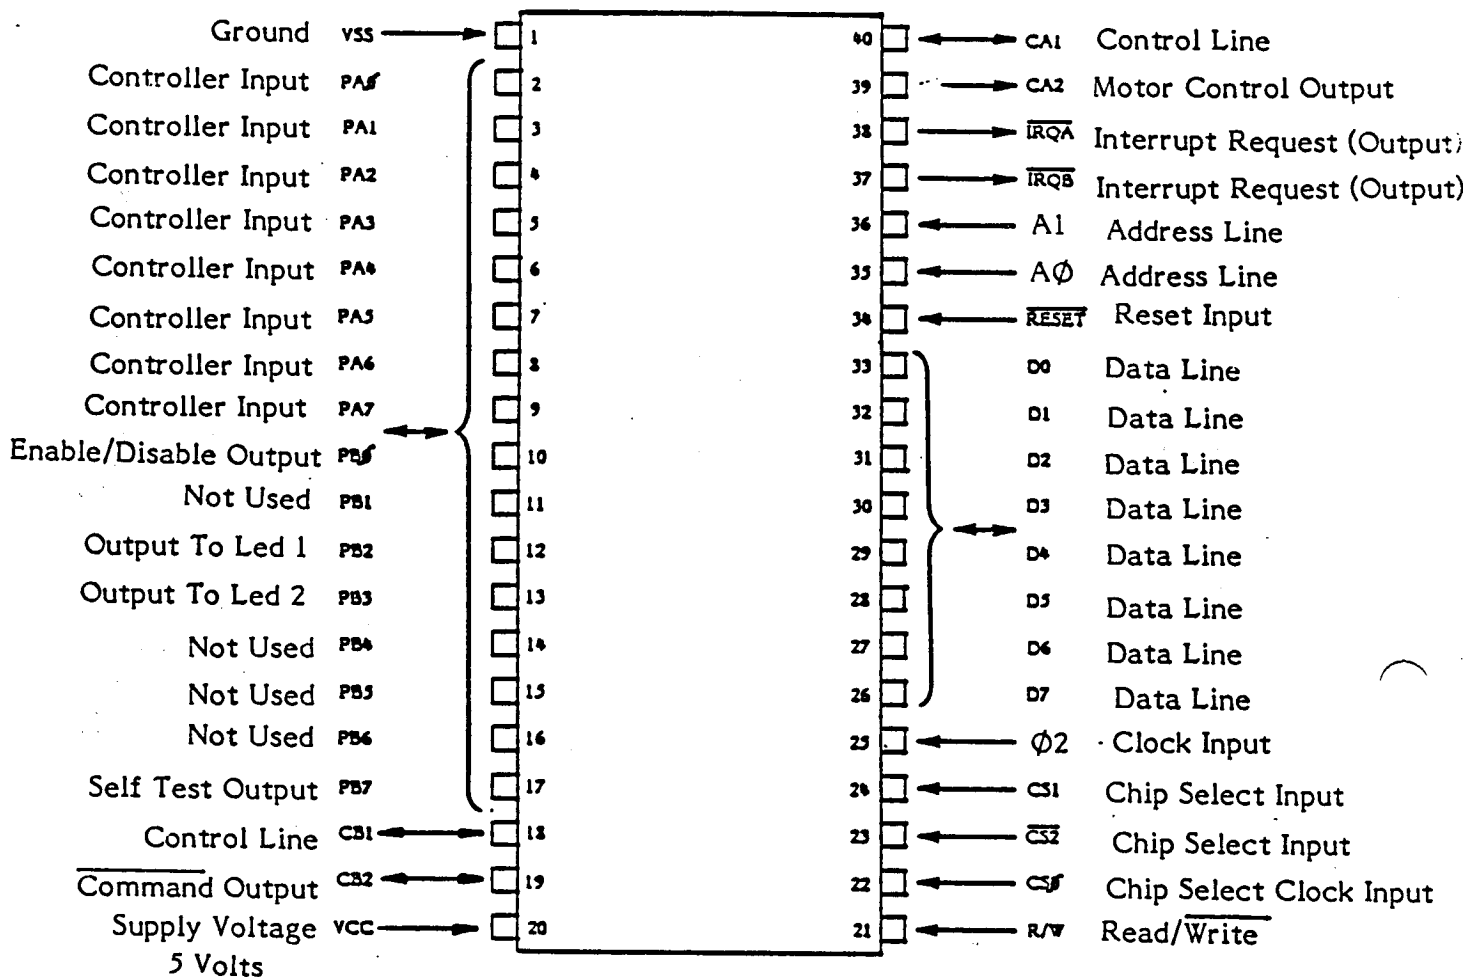 Ground VSS 1
Controller Input PAØ 2
Controller Input PA1 3
Controller Input PA2 4
Controller Input PA3 5
Controller Input PA4 6
Controller Input PA5 7
Controller Input PA6 8
Controller Input PA7 9
Enable/Disable Output PBØ 10
Not Used PB1 11
Output To Led 1 PB2 12
Output To Led 2 PB3 13
Not Used PB4 14
Not Used PB5 15
Not Used PB6 16
Self Test Output PB7 17
Control Line CB1 18
Command Output CB2 19
Supply Voltage VCC 20
5 Volts
40 CA1 Control Line
39 CA2 Motor Control Output
38 IRQA Interrupt Request (Output)
37 IRQB Interrupt Request (Output)
36 A1 Address Line
35 AØ Address Line
34 RESET Reset Input
33 D0 Data Line
32 D1 Data Line
31 D2 Data Line
30 D3 Data Line
29 D4 Data Line
28 D5 Data Line
27 D6 Data Line
26 D7 Data Line
25 Ø2 Clock Input
24 CS1 Chip Select Input
23 CS2 Chip Select Input
22 CSØ Chip Select Clock Input
21 R/W Read/Write